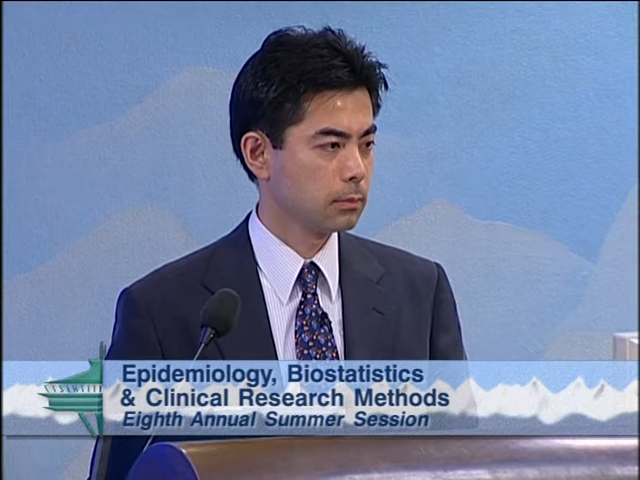 Epidemiology, Biostatistics
& Clinical Research Methods
Eighth Annual Summer Session